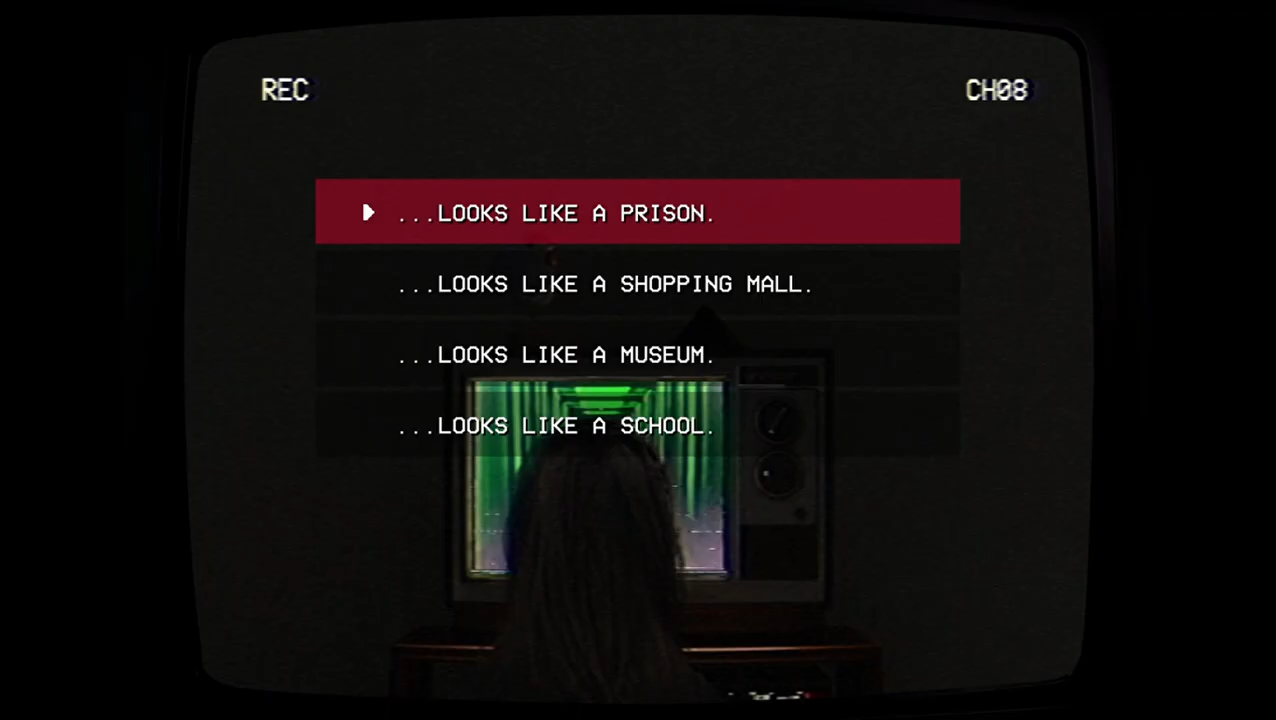 REC
CH08
...LOOKS LIKE A PRISON.
...LOOKS LIKE A SHOPPING MALL.
...LOOKS LIKE A MUSEUM.
...LOOKS LIKE A SCHOOL.